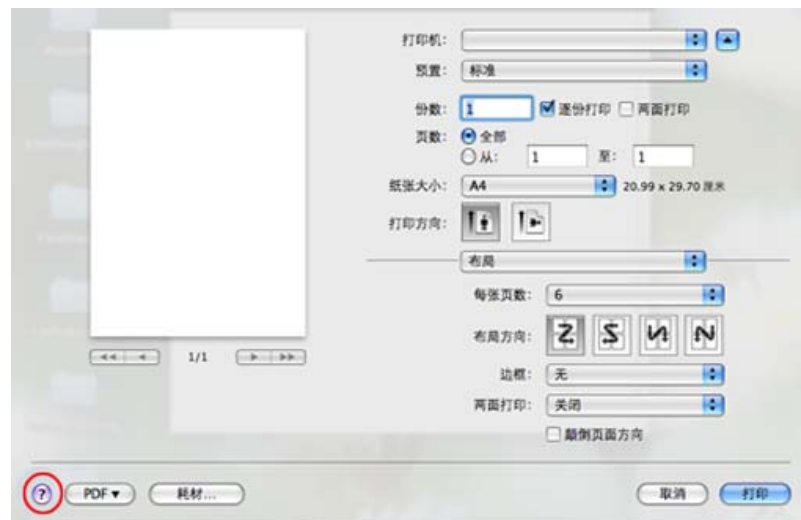 打印机:
预置: 标准
份数: 1 逐份打印 两面打印
页数: 全部
从: 1 至: 1
纸张大小: A4 20.99 x 29.70 厘米
打印方向:
布局
每张页数: 6
布局方向:
边框: 无
两面打印: 关闭
颠倒页面方向
1/1
? PDF▼ 耗材... 取消 打印